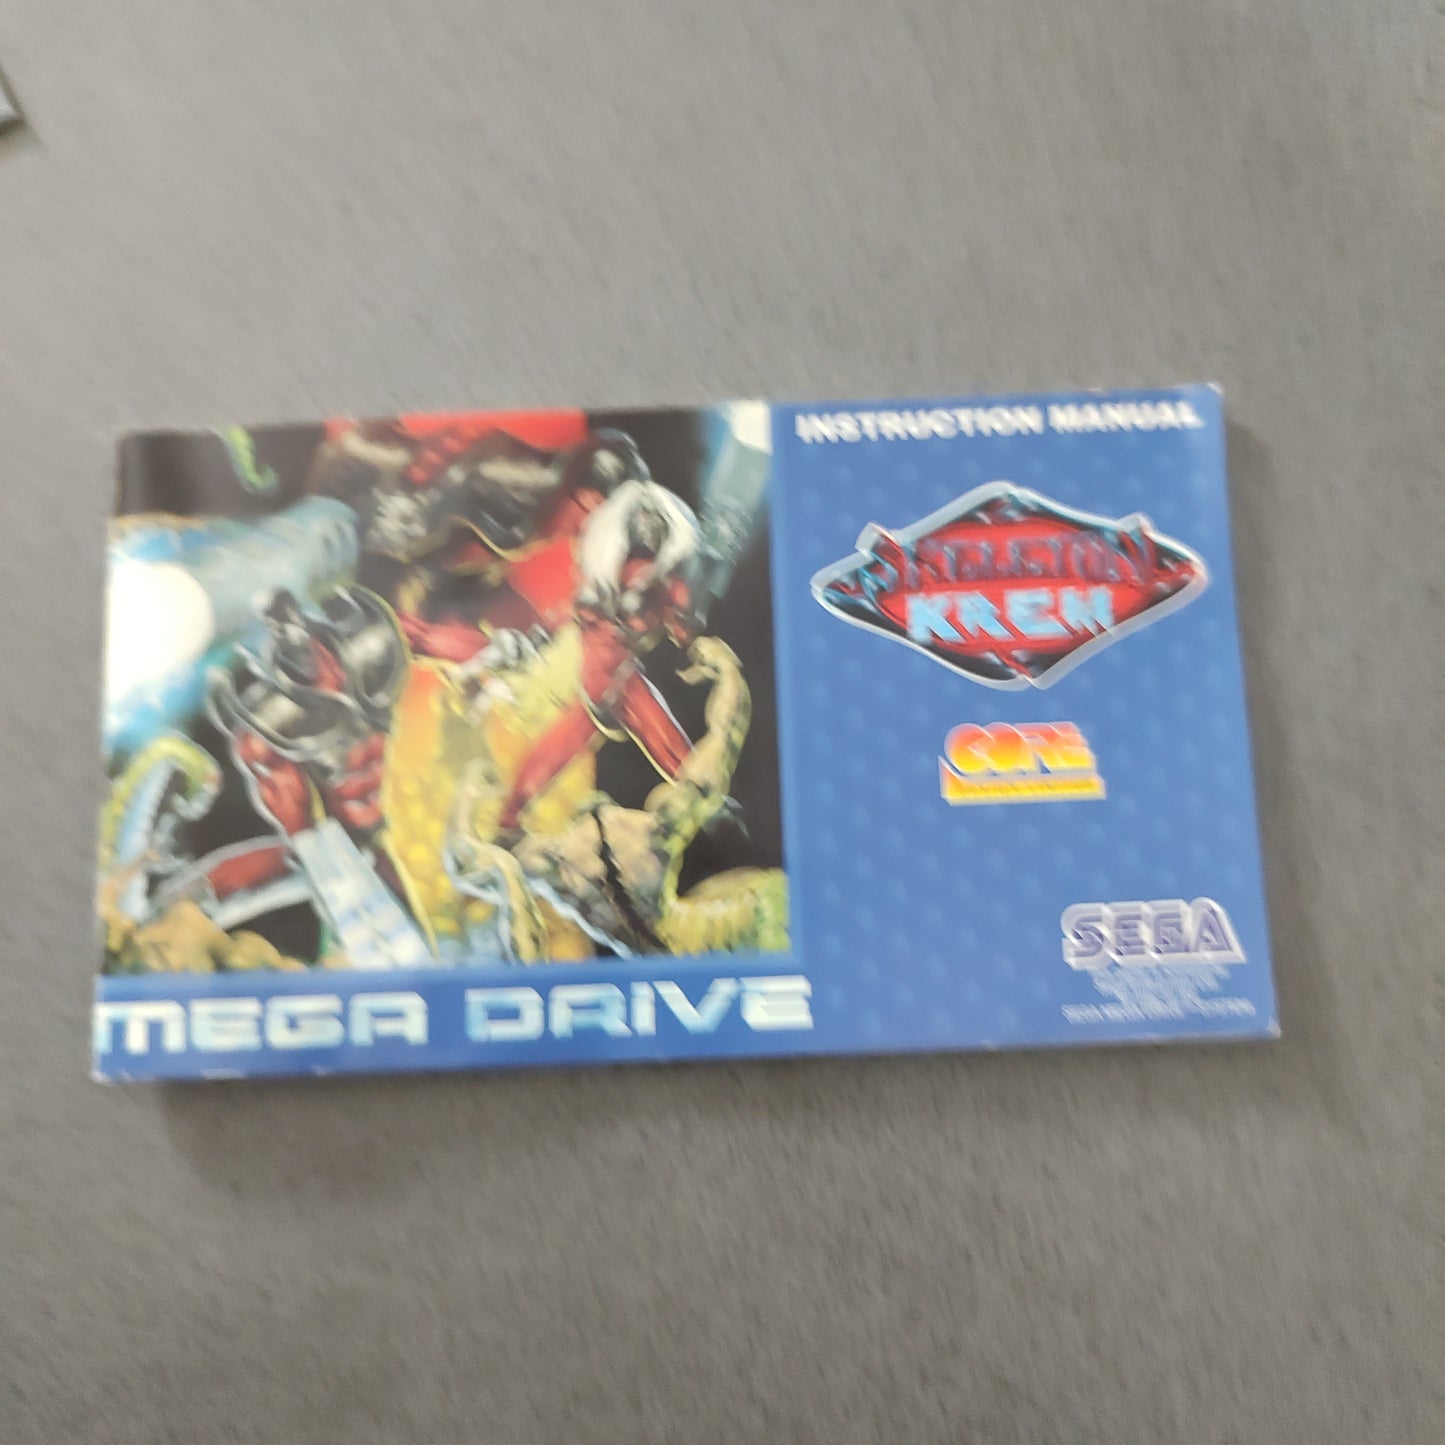 INSTRUCTION MANUAL
SKELETON
KREW
CORE
SEGA
MEGA DRIVE